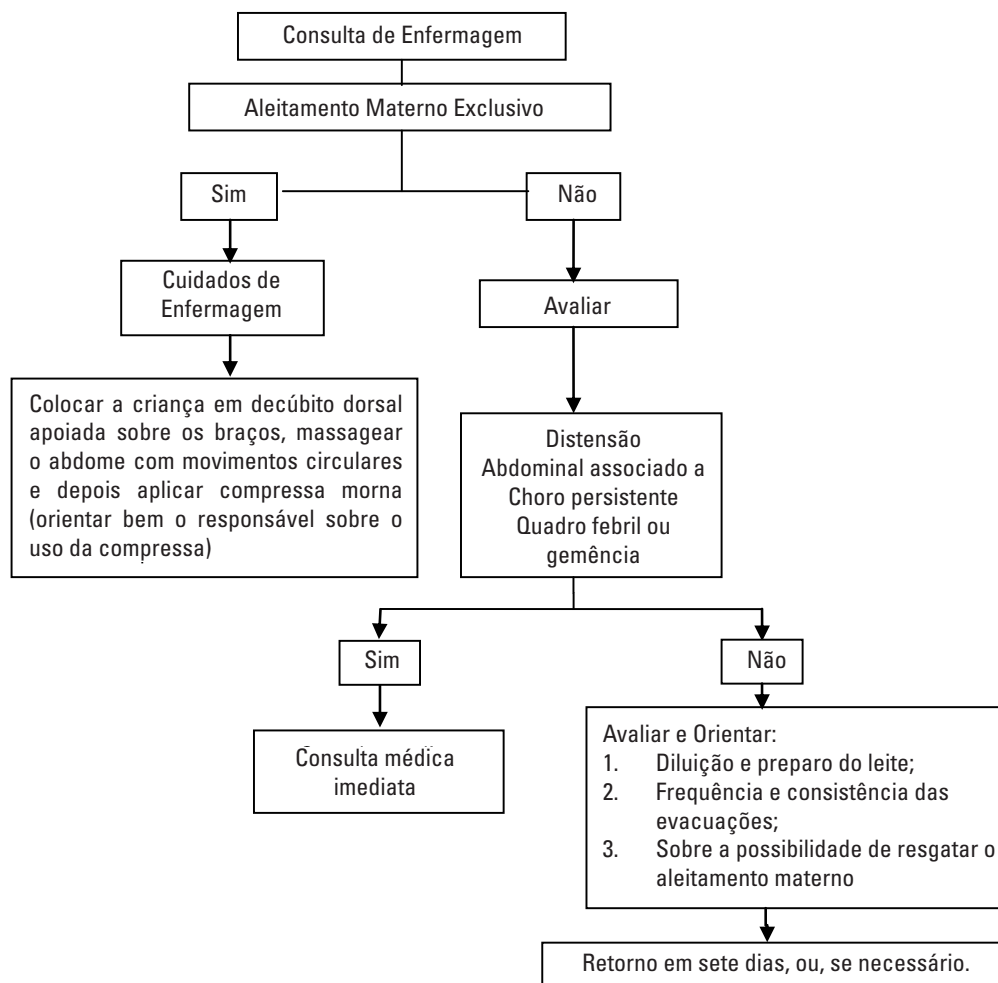 Consulta de Enfermagem
Aleitamento Materno Exclusivo
Sim
Não
Cuidados de
Enfermagem
Avaliar
Colocar a criança em decúbito dorsal
apoiada sobre os braços, massagear
o abdome com movimentos circulares
e depois aplicar compressa morna
(orientar bem o responsável sobre o
uso da compressa)
Distensão
Abdominal associado a
Choro persistente
Quadro febril ou
gemência
Sim
Não
Consulta médica
imediata
Avaliar e Orientar:
1. Diluição e preparo do leite;
2. Frequência e consistência das
evacuações;
3. Sobre a possibilidade de resgatar o
aleitamento materno
Retorno em sete dias, ou, se necessário.